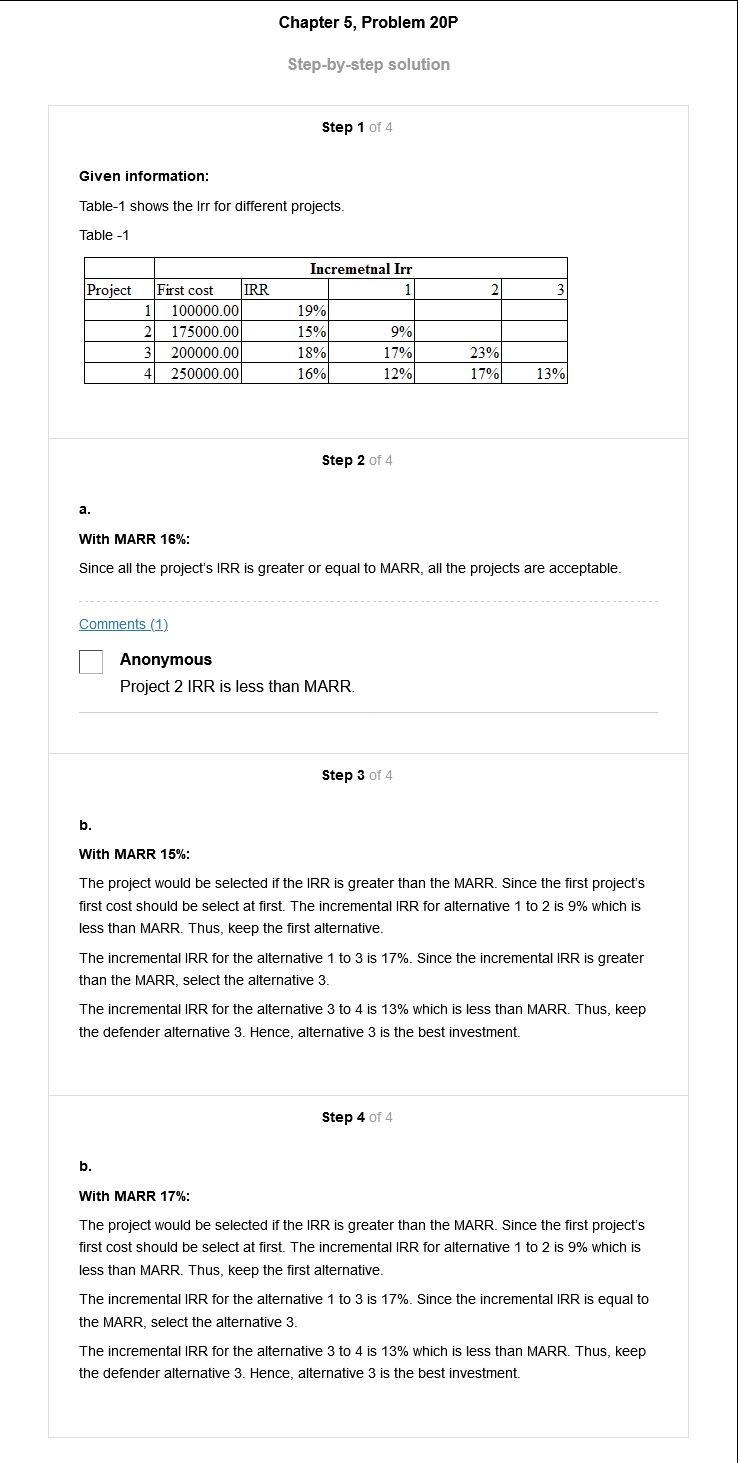 Chapter 5, Problem 20P
Step-by-step solution
Step 1 of 4
Given information:
Table-1 shows the Irr for different projects.
Table -1
Incremetnal Irr
Project First cost IRR 1 2 3
1 100000.00 19%
2 175000.00 15% 9%
3 200000.00 18% 17% 23%
4 250000.00 16% 12% 17% 13%
Step 2 of 4
a.
With MARR 16%:
Since all the project's IRR is greater or equal to MARR, all the projects are acceptable.
Comments (1)
Anonymous
Project 2 IRR is less than MARR.
Step 3 of 4
b.
With MARR 15%:
The project would be selected if the IRR is greater than the MARR. Since the first project's
first cost should be select at first. The incremental IRR for alternative 1 to 2 is 9% which is
less than MARR. Thus, keep the first alternative.
The incremental IRR for the alternative 1 to 3 is 17%. Since the incremental IRR is greater
than the MARR, select the alternative 3.
The incremental IRR for the alternative 3 to 4 is 13% which is less than MARR. Thus, keep
the defender alternative 3. Hence, alternative 3 is the best investment.
Step 4 of 4
b.
With MARR 17%:
The project would be selected if the IRR is greater than the MARR. Since the first project's
first cost should be select at first. The incremental IRR for alternative 1 to 2 is 9% which is
less than MARR. Thus, keep the first alternative.
The incremental IRR for the alternative 1 to 3 is 17%. Since the incremental IRR is equal to
the MARR, select the alternative 3.
The incremental IRR for the alternative 3 to 4 is 13% which is less than MARR. Thus, keep
the defender alternative 3. Hence, alternative 3 is the best investment.